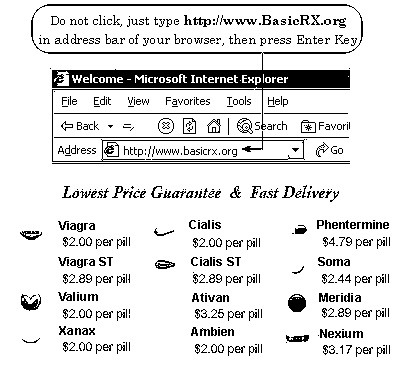 Do not click, just type http://www.BasicRX.org
in address bar of your browser, then press Enter Key
Welcome - Microsoft Internet Explorer
File Edit View Favorites Tools Help
Back Search Favorit
Address http://www.basicrx.org Go
Lowest Price Guarantee & Fast Delivery
Viagra Cialis Phentermine
$2.00 per pill $2.00 per pill $4.79 per pill
Viagra ST Cialis ST Soma
$2.89 per pill $2.89 per pill $2.44 per pill
Valium Ativan Meridia
$2.00 per pill $3.25 per pill $2.89 per pill
Xanax Ambien Nexium
$2.00 per pill $2.00 per pill $3.17 per pill